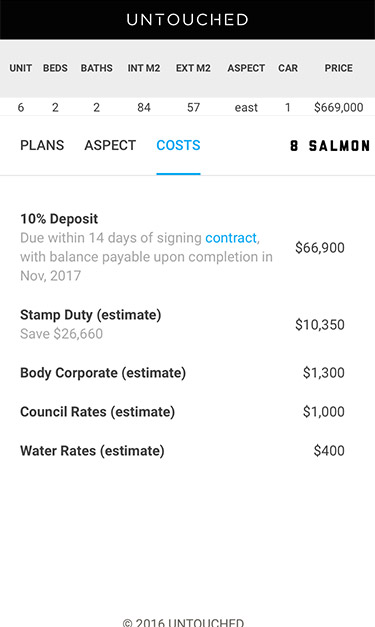 UNTOUCHED
UNIT BEDS BATHS INT M2 EXT M2 ASPECT CAR PRICE
6 2 2 84 57 east 1 $669,000
PLANS ASPECT COSTS 8 SALMON
10% Deposit
Due within 14 days of signing contract,
with balance payable upon completion in
Nov, 2017
$66,900
Stamp Duty (estimate)
Save $26,660
$10,350
Body Corporate (estimate) $1,300
Council Rates (estimate) $1,000
Water Rates (estimate) $400
© 2016 UNTOUCHED